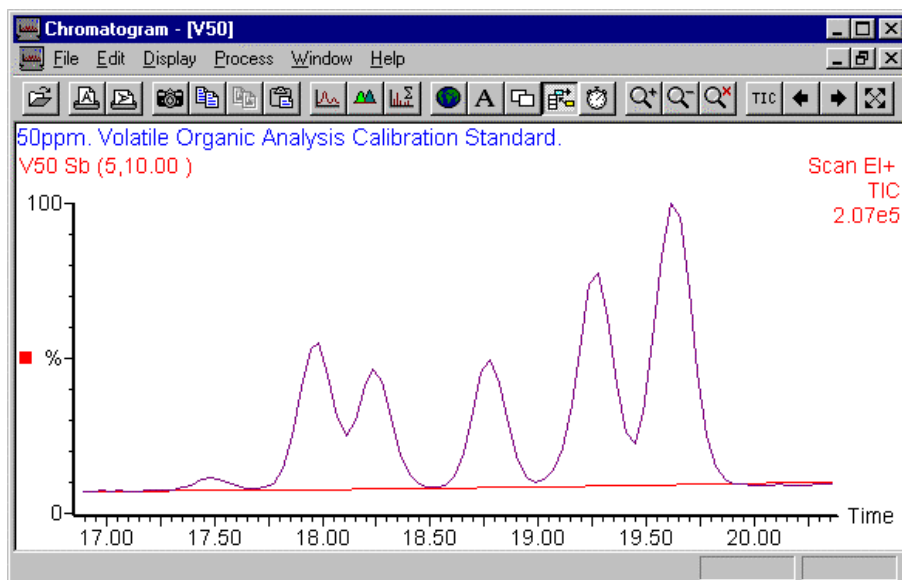 Chromatogram - [V50]
File Edit Display Process Window Help
A A Σ TIC
50ppm. Volatile Organic Analysis Calibration Standard.
V50 Sb (5,10.00 )
Scan EI+
TIC
2.07e5
100
%
0
17.00 17.50 18.00 18.50 19.00 19.50 20.00
Time